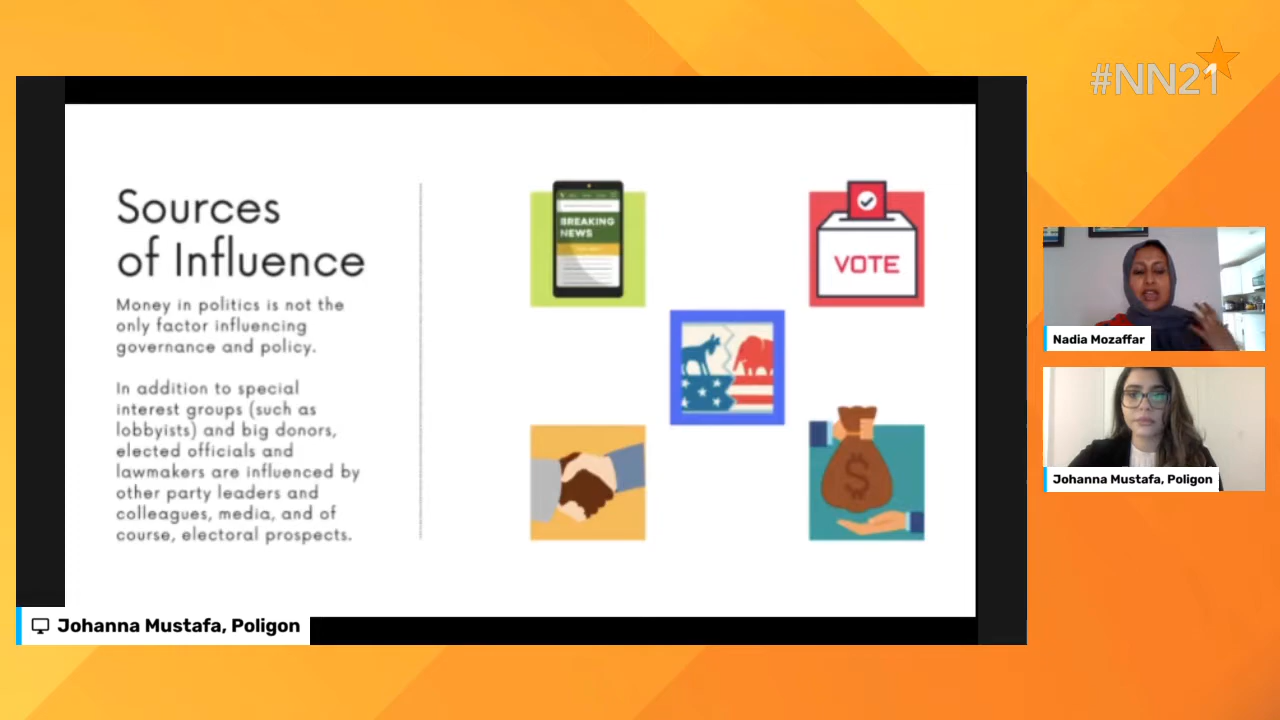 #NN21
Sources
of Influence
Money in politics is not the
only factor influencing
governance and policy.
In addition to special
interest groups (such as
lobbyists) and big donors,
elected officials and
lawmakers are influenced by
other party leaders and
colleagues, media, and of
course, electoral prospects.
BREAKING
NEWS
VOTE
$
Nadia Mozaffar
Johanna Mustafa, Poligon
Johanna Mustafa, Poligon